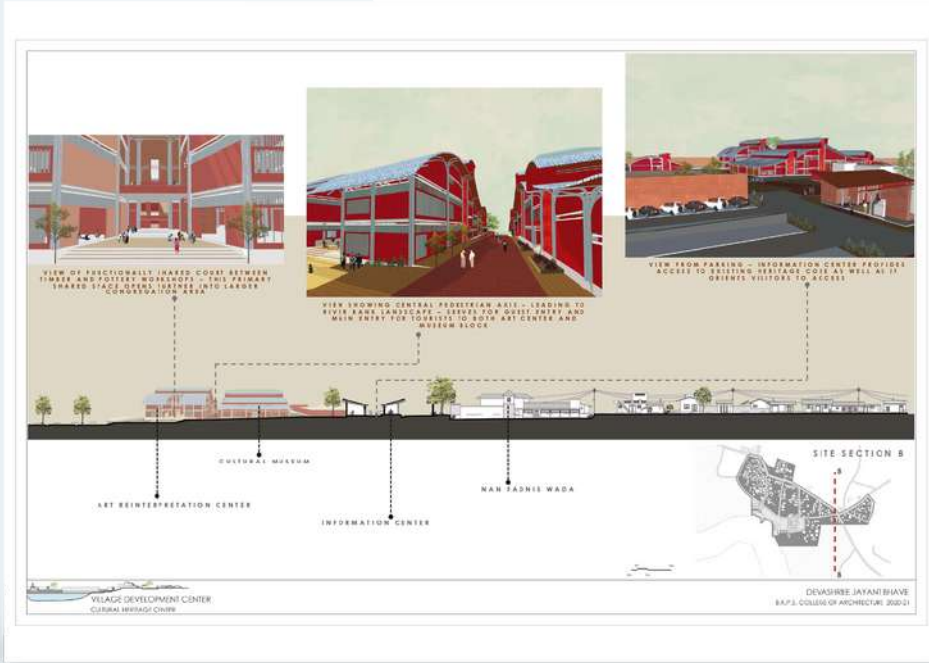 VIEW OF FUNCTIONALLY SHARED COURT BETWEEN
TIMBER AND POTTERY WORKSHOPS – THIS PRIMARY
SHARED SPACE OPENS FURTHER INTO LARGER
CONGREGATION AREA
VIEW SHOWING CENTRAL PEDESTRIAN AXIS – LEADING TO
RIVER BANK LANDSCAPE – SERVES FOR GUEST ENTRY AND
MAIN ENTRY FOR TOURISTS TO BOTH ART CENTER AND
MUSEUM BLOCK
VIEW FROM PARKING – INFORMATION CENTER PROVIDES
ACCESS TO EXISTING HERITAGE CORE AS WELL AS IT
ORIENTS VISITORS TO ACCESS
CULTURAL MUSEUM
ART REINTERPRETATION CENTER
INFORMATION CENTER
NAN FADNIS WADA
SITE SECTION B
B
B
VILLAGE DEVELOPMENT CENTER
CULTURAL HERITAGE CENTER
DEVASHREE JAYANT BHAVE
COLLEGE OF ARCHITECTURE 2020-21